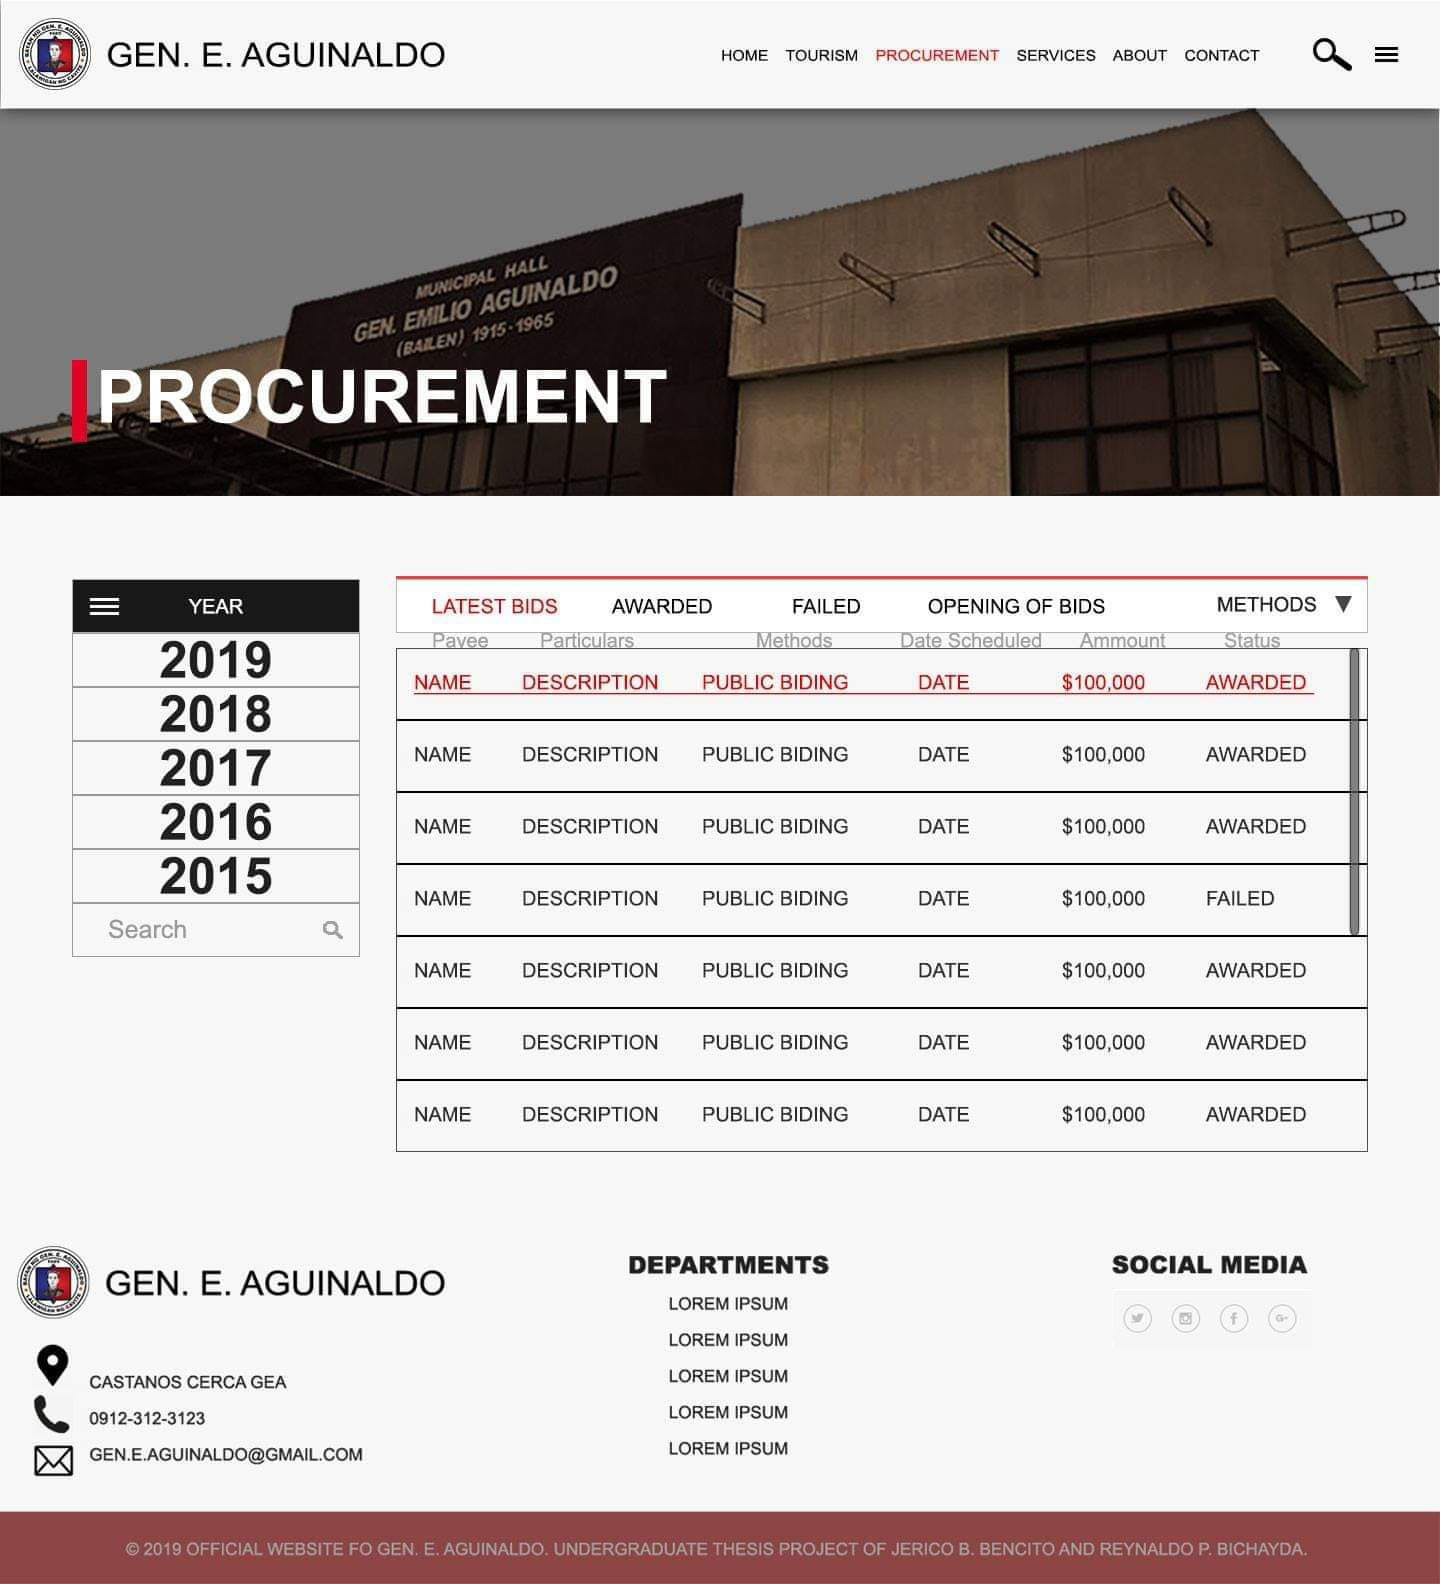 GEN. E. AGUINALDO
HOME TOURISM PROCUREMENT SERVICES ABOUT CONTACT
MUNICIPAL HALL
GEN. EMILIO AGUINALDO
(BAILEN) 1915-1965
PROCUREMENT
YEAR
2019
2018
2017
2016
2015
Search
LATEST BIDS AWARDED FAILED OPENING OF BIDS METHODS
Payee Particulars Methods Date Scheduled Ammount Status
NAME DESCRIPTION PUBLIC BIDING DATE $100,000 AWARDED
NAME DESCRIPTION PUBLIC BIDING DATE $100,000 AWARDED
NAME DESCRIPTION PUBLIC BIDING DATE $100,000 AWARDED
NAME DESCRIPTION PUBLIC BIDING DATE $100,000 FAILED
NAME DESCRIPTION PUBLIC BIDING DATE $100,000 AWARDED
NAME DESCRIPTION PUBLIC BIDING DATE $100,000 AWARDED
NAME DESCRIPTION PUBLIC BIDING DATE $100,000 AWARDED
GEN. E. AGUINALDO
CASTANOS CERCA GEA
0912-312-3123
GEN.E.AGUINALDO@GMAIL.COM
DEPARTMENTS
LOREM IPSUM
LOREM IPSUM
LOREM IPSUM
LOREM IPSUM
LOREM IPSUM
SOCIAL MEDIA
© 2019 OFFICIAL WEBSITE FO GEN. E. AGUINALDO. UNDERGRADUATE THESIS PROJECT OF JERICO B. BENCITO AND REYNALDO P. BICHAYDA.